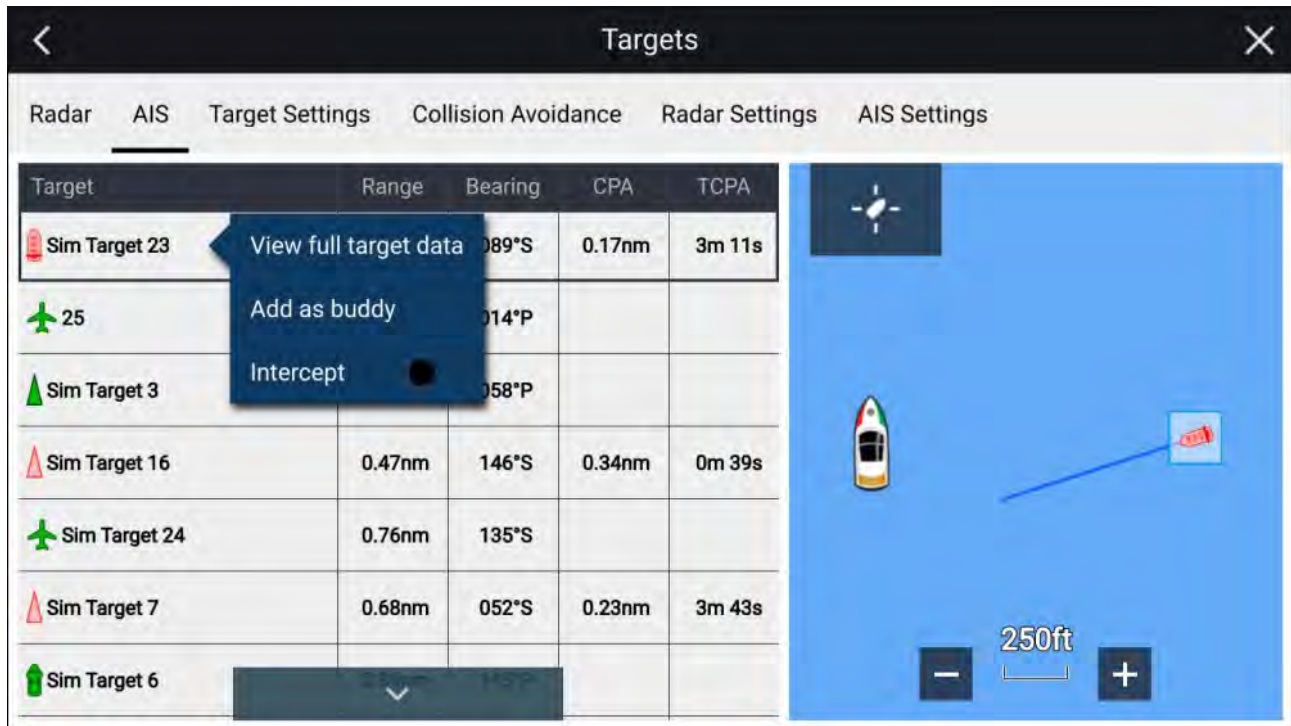 Targets
Radar AIS Target Settings Collision Avoidance Radar Settings AIS Settings
Target Range Bearing CPA TCPA
Sim Target 23 View full target data 089°S 0.17nm 3m 11s
Add as buddy
25 014°P
Intercept
Sim Target 3 058°P
Sim Target 16 0.47nm 146°S 0.34nm 0m 39s
Sim Target 24 0.76nm 135°S
Sim Target 7 0.68nm 052°S 0.23nm 3m 43s
250ft
Sim Target 6